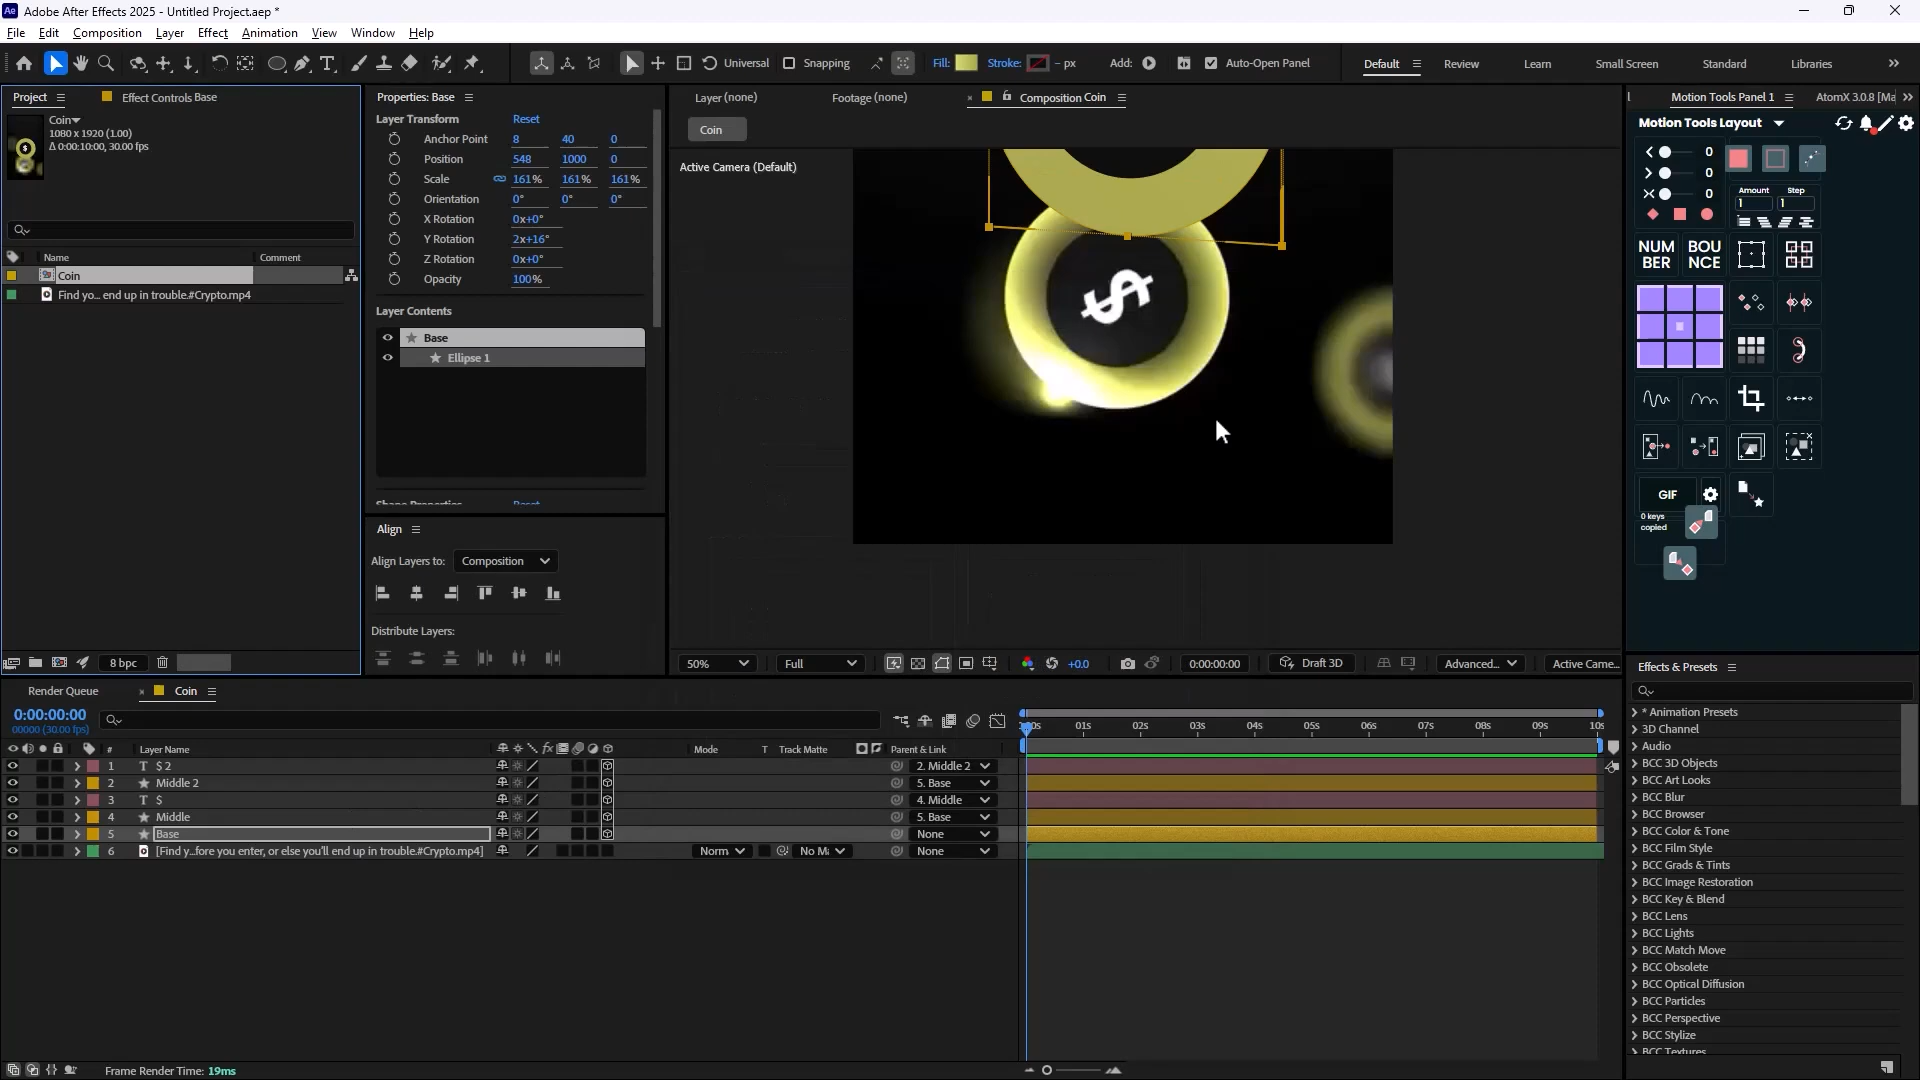 Adobe After Effects 2025 - Untitled Project.aep *
File Edit Composition Layer Effect Animation View Window Help
Universal Snapping Fill: Stroke: - px Add: Auto-Open Panel Default Review Learn Small Screen Standard Libraries
Project Effect Controls Base
Coin
1080 x 1920 (1.00)
Δ 0:00:10:00, 30.00 fps
Name Comment
Coin
Find yo... end up in trouble.#Crypto.mp4
8 bpc
Properties: Base
Layer Transform Reset
Anchor Point 8 40 0
Position 548 1000 0
Scale 161% 161% 161%
Orientation 0° 0° 0°
X Rotation 0x+0°
Y Rotation 2x+16°
Z Rotation 0x+0°
Opacity 100%
Layer Contents
Base
Ellipse 1
Align
Align Layers to: Composition
Distribute Layers:
Layer (none) Footage (none) Composition Coin
Coin
Active Camera (Default)
$
50% Full +0.0 0:00:00:00 Draft 3D Advanced... Active Came...
Motion Tools Panel 1 AtomX 3.0.8 [Ma
Motion Tools Layout
0
0
0
Amount Step
1 1
NUM
BER
BOU
NCE
GIF
0 keys
copied
Effects & Presets
* Animation Presets
3D Channel
Audio
BCC 3D Objects
BCC Art Looks
BCC Blur
BCC Browser
BCC Color & Tone
BCC Film Style
BCC Grads & Tints
BCC Image Restoration
BCC Key & Blend
BCC Lens
BCC Lights
BCC Match Move
BCC Obsolete
BCC Optical Diffusion
BCC Particles
BCC Perspective
BCC Stylize
BCC Textures
Render Queue Coin
0:00:00:00
00000 (30.00 fps)
# Layer Name Mode T Track Matte Parent & Link
01s 02s 03s 04s 05s 06s 07s 08s 09s 10s
1 T $ 2 2. Middle 2
2 Middle 2 5. Base
3 T $ 4. Middle
4 Middle 5. Base
5 Base None
6 [Find y...fore you enter, or else you'll end up in trouble.#Crypto.mp4] Norm No Ma None
Frame Render Time: 19ms